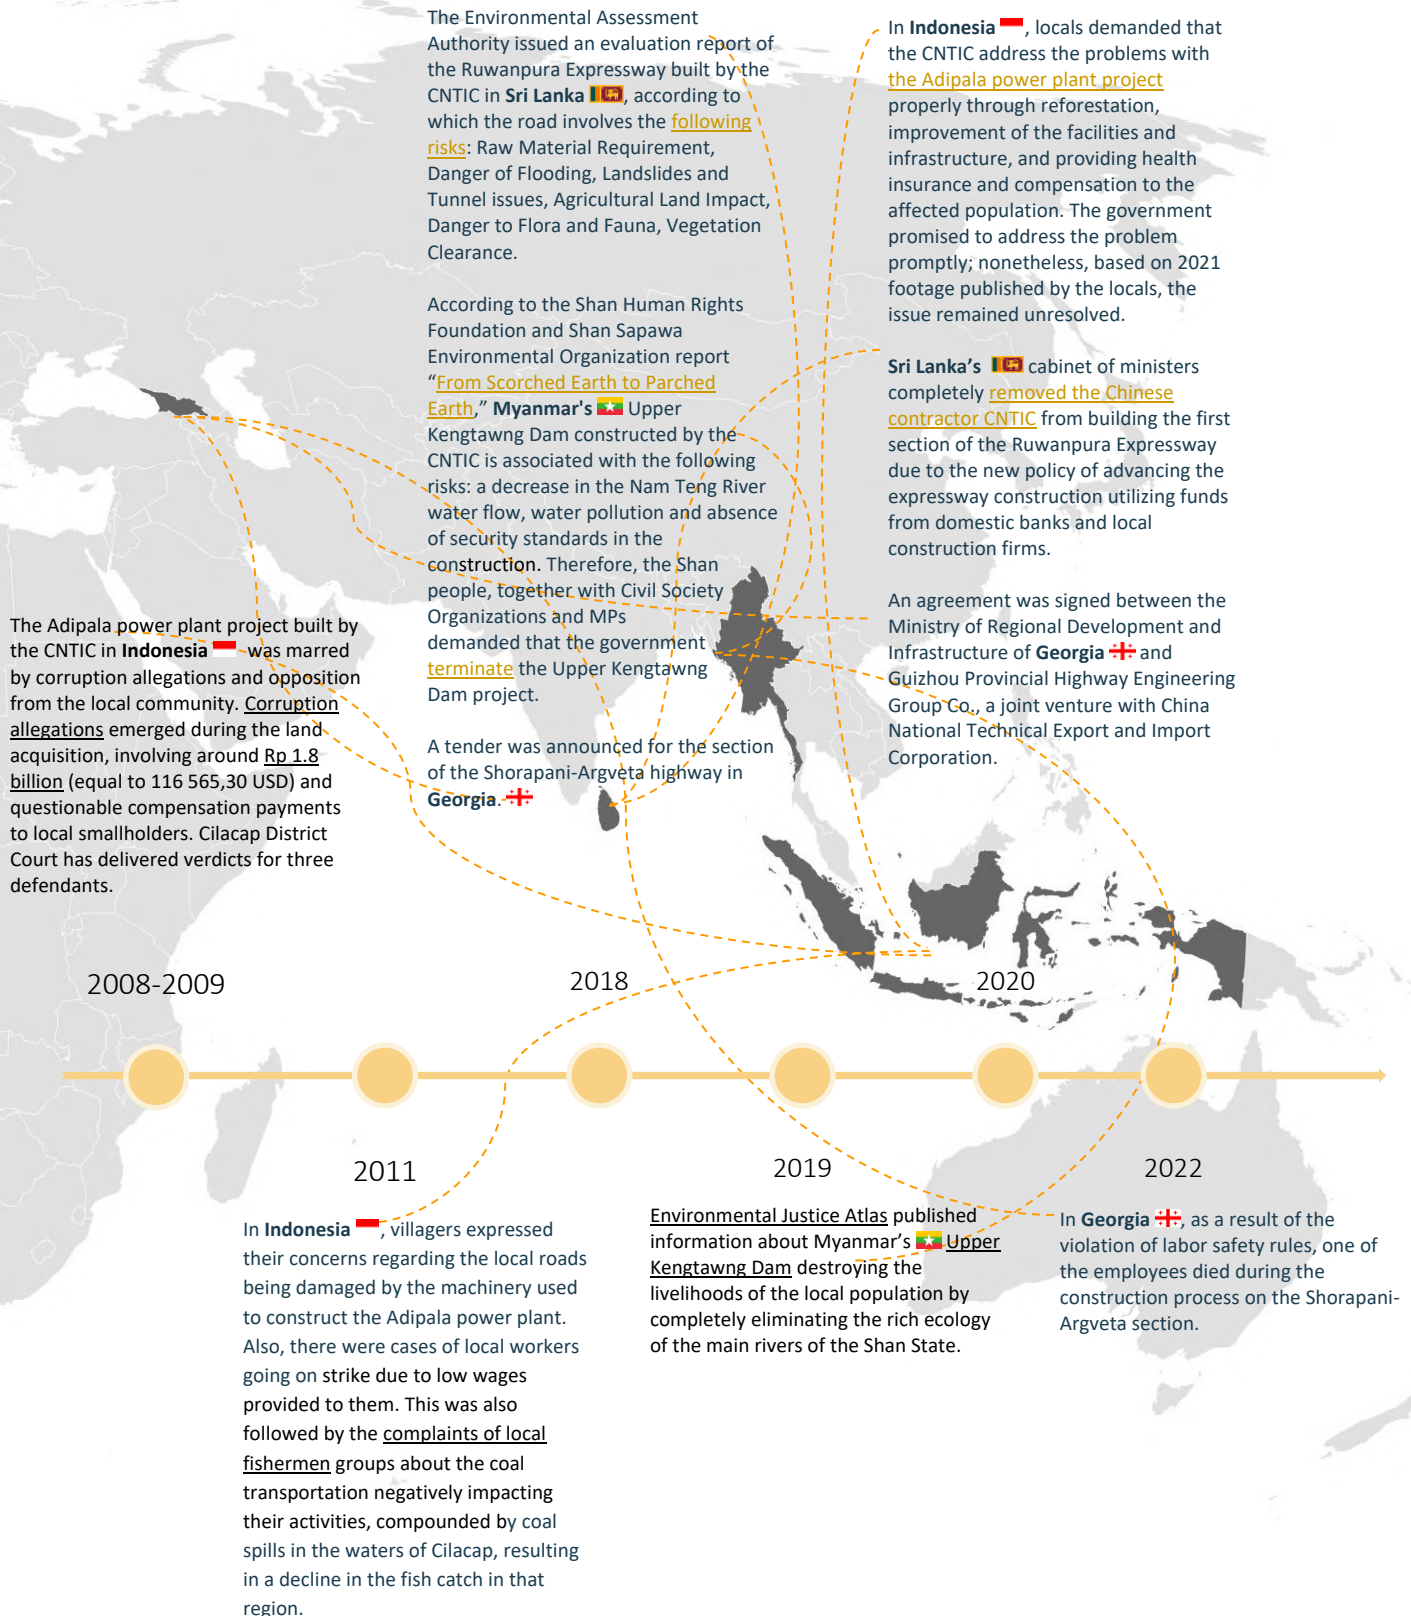 The Environmental Assessment
Authority issued an evaluation report of
the Ruwanpura Expressway built by the
CNTIC in Sri Lanka , according to
which the road involves the following
risks: Raw Material Requirement,
Danger of Flooding, Landslides and
Tunnel issues, Agricultural Land Impact,
Danger to Flora and Fauna, Vegetation
Clearance.
According to the Shan Human Rights
Foundation and Shan Sapawa
Environmental Organization report
“From Scorched Earth to Parched
Earth,” Myanmar's Upper
Kengtawng Dam constructed by the
CNTIC is associated with the following
risks: a decrease in the Nam Teng River
water flow, water pollution and absence
of security standards in the
construction. Therefore, the Shan
people, together with Civil Society
Organizations and MPs
demanded that the government
terminate the Upper Kengtawng
Dam project.
A tender was announced for the section
of the Shorapani-Argveta highway in
Georgia.
In Indonesia , locals demanded that
the CNTIC address the problems with
the Adipala power plant project
properly through reforestation,
improvement of the facilities and
infrastructure, and providing health
insurance and compensation to the
affected population. The government
promised to address the problem
promptly; nonetheless, based on 2021
footage published by the locals, the
issue remained unresolved.
Sri Lanka’s cabinet of ministers
completely removed the Chinese
contractor CNTIC from building the first
section of the Ruwanpura Expressway
due to the new policy of advancing the
expressway construction utilizing funds
from domestic banks and local
construction firms.
An agreement was signed between the
Ministry of Regional Development and
Infrastructure of Georgia and
Guizhou Provincial Highway Engineering
Group Co., a joint venture with China
National Technical Export and Import
Corporation.
The Adipala power plant project built by
the CNTIC in Indonesia was marred
by corruption allegations and opposition
from the local community. Corruption
allegations emerged during the land
acquisition, involving around Rp 1.8
billion (equal to 116 565,30 USD) and
questionable compensation payments
to local smallholders. Cilacap District
Court has delivered verdicts for three
defendants.
2008-2009
2018
2020
2011
2019
2022
In Indonesia , villagers expressed
their concerns regarding the local roads
being damaged by the machinery used
to construct the Adipala power plant.
Also, there were cases of local workers
going on strike due to low wages
provided to them. This was also
followed by the complaints of local
fishermen groups about the coal
transportation negatively impacting
their activities, compounded by coal
spills in the waters of Cilacap, resulting
in a decline in the fish catch in that
region.
Environmental Justice Atlas published
information about Myanmar’s Upper
Kengtawng Dam destroying the
livelihoods of the local population by
completely eliminating the rich ecology
of the main rivers of the Shan State.
In Georgia , as a result of the
violation of labor safety rules, one of
the employees died during the
construction process on the Shorapani-
Argveta section.